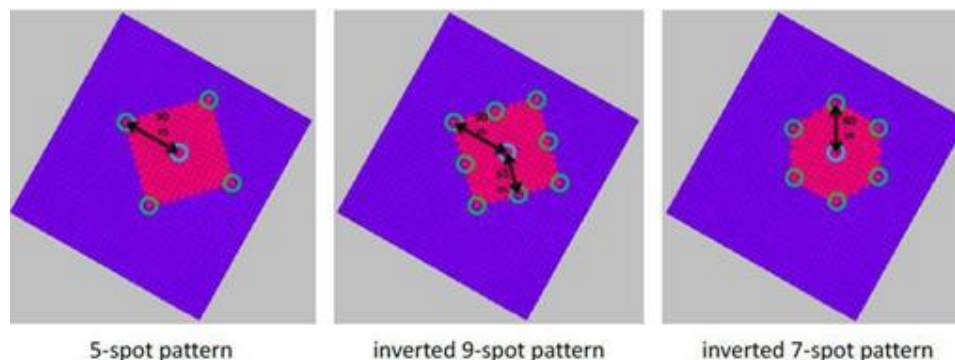 5-spot pattern
inverted 9-spot pattern
inverted 7-spot pattern